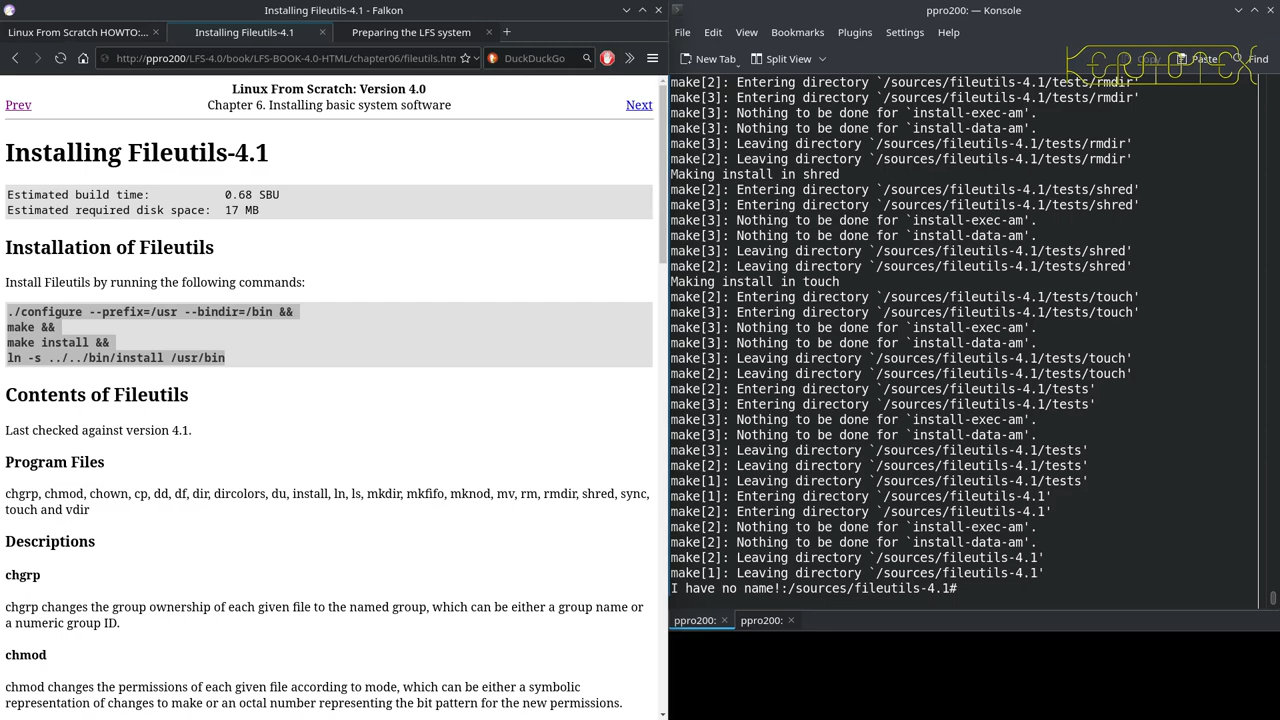 Installing Fileutils-4.1 - Falkon
Linux From Scratch HOWTO:...
Installing Fileutils-4.1
Preparing the LFS system
http://ppro200/LFS-4.0/book/LFS-BOOK-4.0-HTML/chapter06/fileutils.htm
DuckDuckGo
Linux From Scratch: Version 4.0
Prev
Chapter 6. Installing basic system software
Next
Installing Fileutils-4.1
Estimated build time: 0.68 SBU
Estimated required disk space: 17 MB
Installation of Fileutils
Install Fileutils by running the following commands:
./configure --prefix=/usr --bindir=/bin &&
make &&
make install &&
ln -s ../../bin/install /usr/bin
Contents of Fileutils
Last checked against version 4.1.
Program Files
chgrp, chmod, chown, cp, dd, df, dir, dircolors, du, install, ln, ls, mkdir, mkfifo, mknod, mv, rm, rmdir, shred, sync,
touch and vdir
Descriptions
chgrp
chgrp changes the group ownership of each given file to the named group, which can be either a group name or
a numeric group ID.
chmod
chmod changes the permissions of each given file according to mode, which can be either a symbolic
representation of changes to make or an octal number representing the bit pattern for the new permissions.
ppro200: — Konsole
File Edit View Bookmarks Plugins Settings Help
New Tab Split View Copy Paste Find
make[2]: Entering directory `/sources/fileutils-4.1/tests/rmdir'
make[3]: Entering directory `/sources/fileutils-4.1/tests/rmdir'
make[3]: Nothing to be done for `install-exec-am'.
make[3]: Nothing to be done for `install-data-am'.
make[3]: Leaving directory `/sources/fileutils-4.1/tests/rmdir'
make[2]: Leaving directory `/sources/fileutils-4.1/tests/rmdir'
Making install in shred
make[2]: Entering directory `/sources/fileutils-4.1/tests/shred'
make[3]: Entering directory `/sources/fileutils-4.1/tests/shred'
make[3]: Nothing to be done for `install-exec-am'.
make[3]: Nothing to be done for `install-data-am'.
make[3]: Leaving directory `/sources/fileutils-4.1/tests/shred'
make[2]: Leaving directory `/sources/fileutils-4.1/tests/shred'
Making install in touch
make[2]: Entering directory `/sources/fileutils-4.1/tests/touch'
make[3]: Entering directory `/sources/fileutils-4.1/tests/touch'
make[3]: Nothing to be done for `install-exec-am'.
make[3]: Nothing to be done for `install-data-am'.
make[3]: Leaving directory `/sources/fileutils-4.1/tests/touch'
make[2]: Leaving directory `/sources/fileutils-4.1/tests/touch'
make[2]: Entering directory `/sources/fileutils-4.1/tests'
make[3]: Entering directory `/sources/fileutils-4.1/tests'
make[3]: Nothing to be done for `install-exec-am'.
make[3]: Nothing to be done for `install-data-am'.
make[3]: Leaving directory `/sources/fileutils-4.1/tests'
make[2]: Leaving directory `/sources/fileutils-4.1/tests'
make[1]: Leaving directory `/sources/fileutils-4.1/tests'
make[1]: Entering directory `/sources/fileutils-4.1'
make[2]: Entering directory `/sources/fileutils-4.1'
make[2]: Nothing to be done for `install-exec-am'.
make[2]: Nothing to be done for `install-data-am'.
make[2]: Leaving directory `/sources/fileutils-4.1'
make[1]: Leaving directory `/sources/fileutils-4.1'
I have no name!:/sources/fileutils-4.1#
ppro200: ppro200: